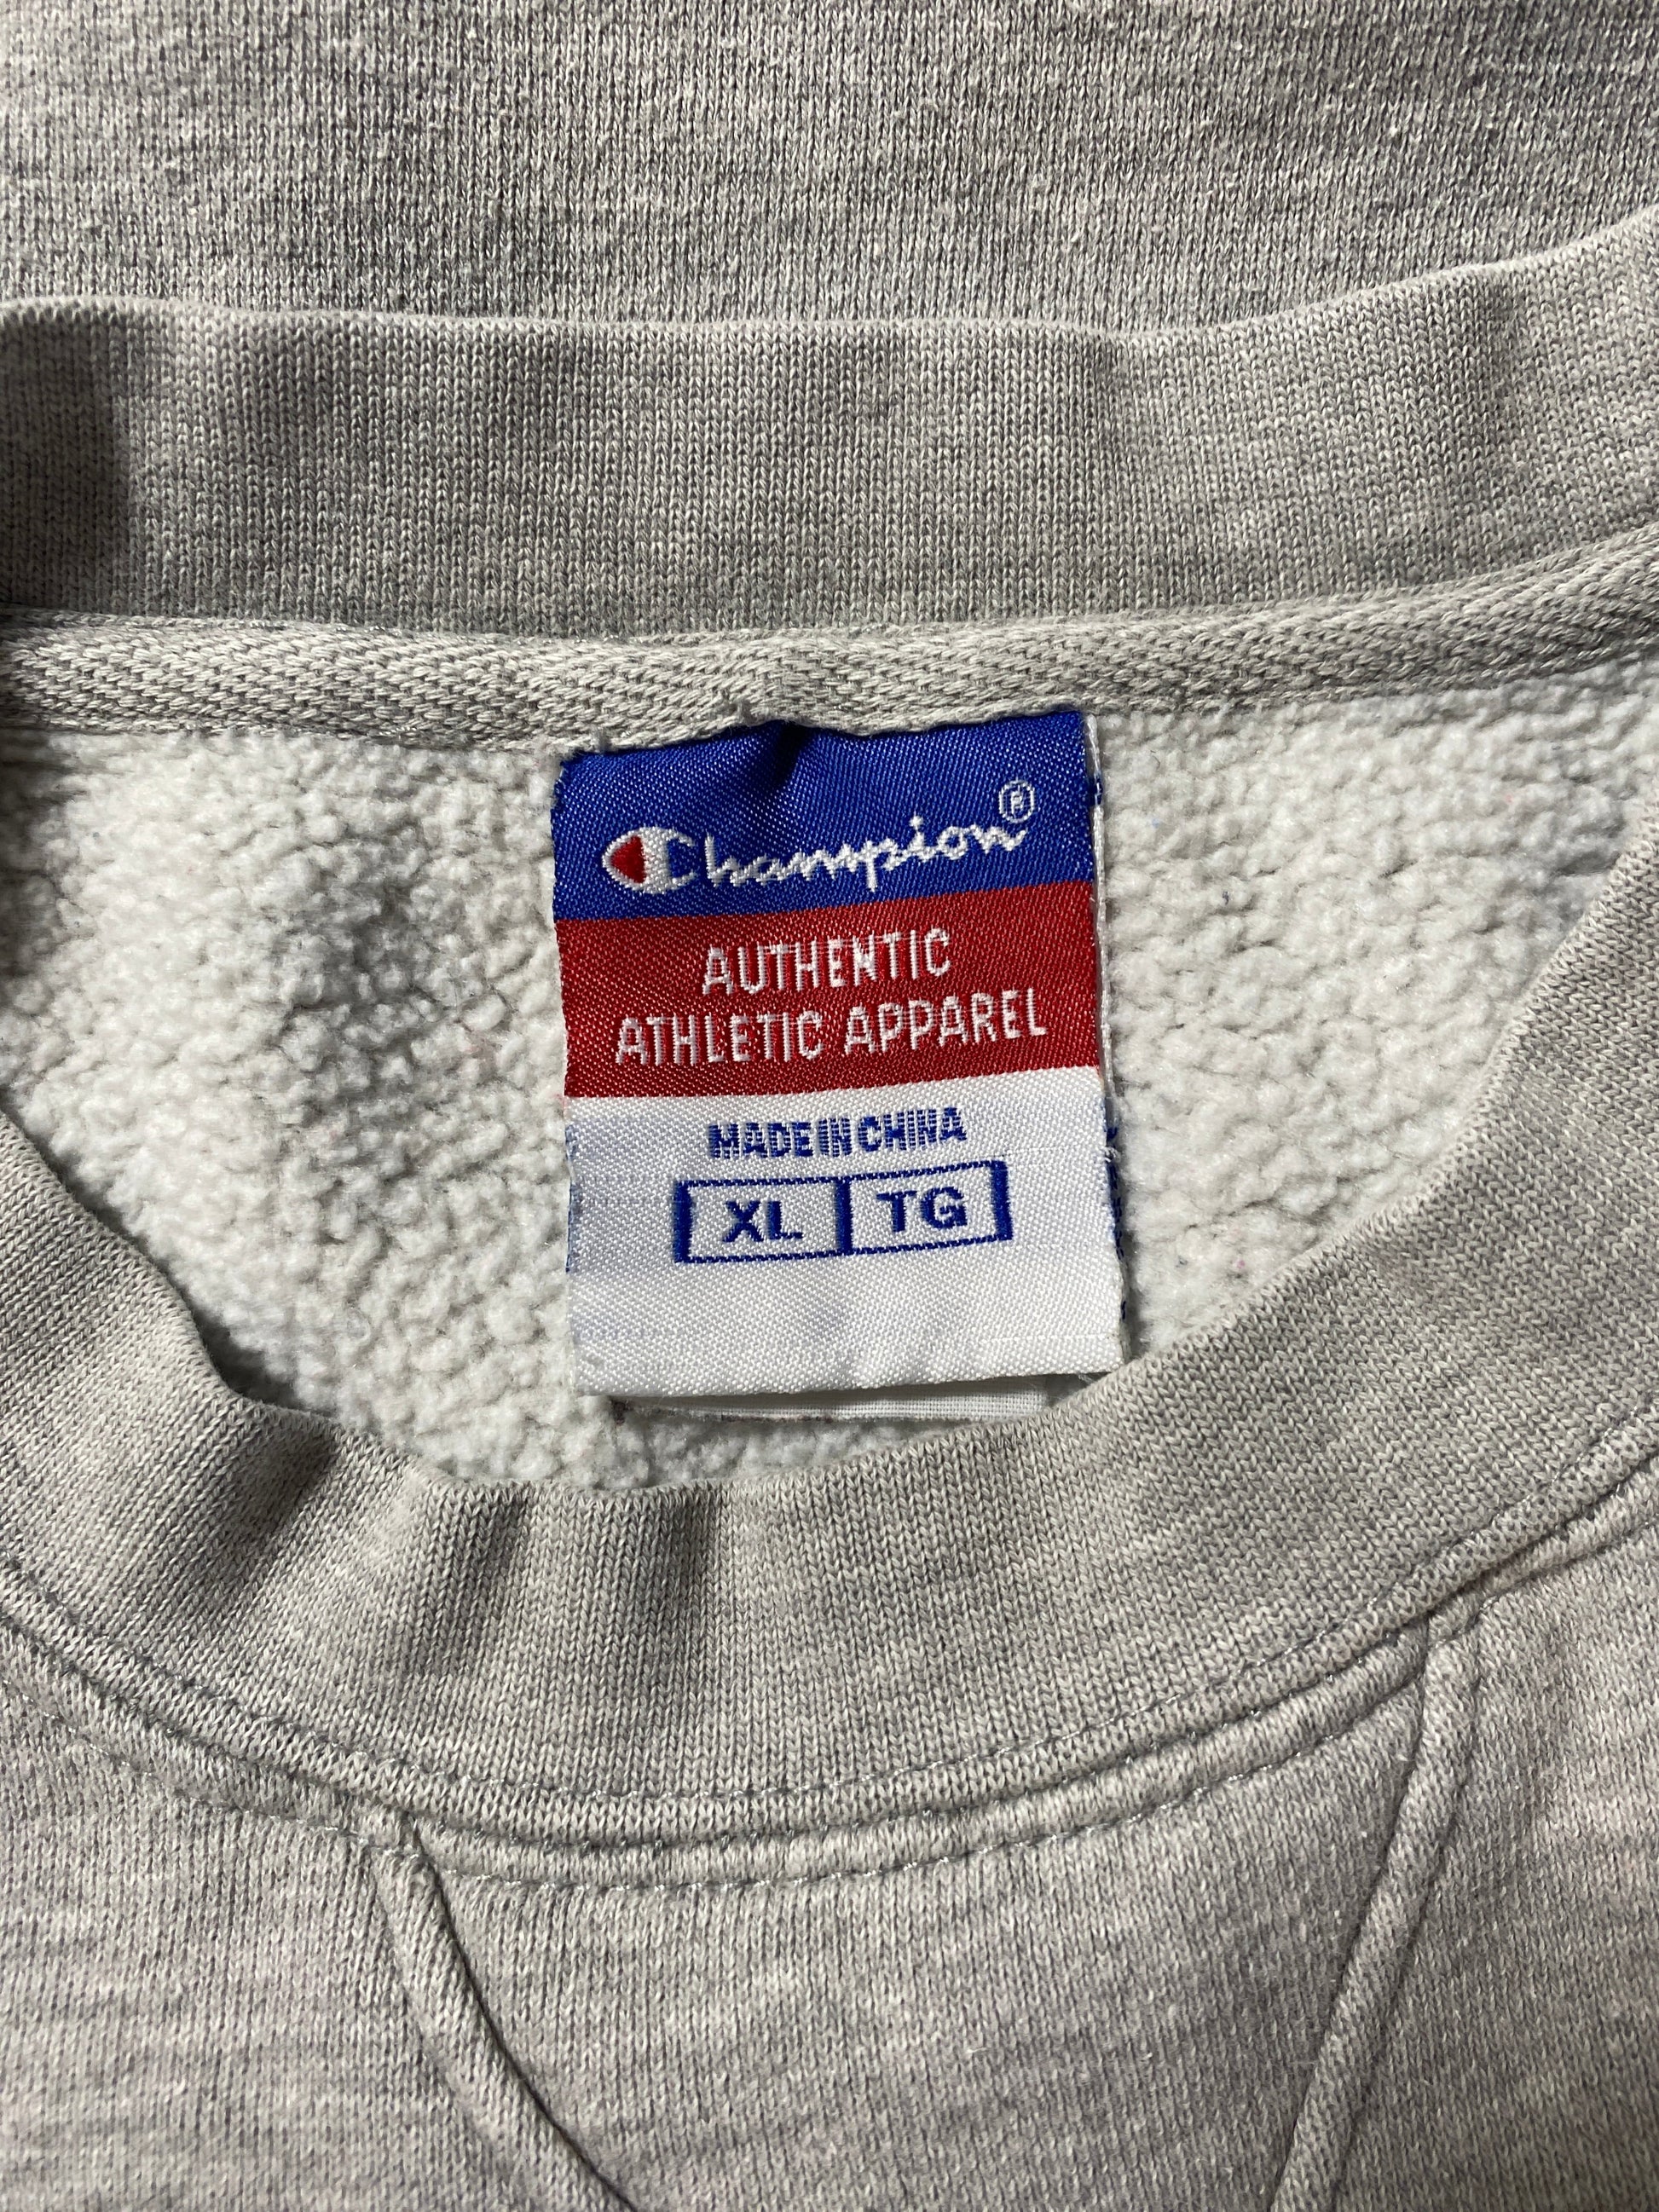 Champion®
AUTHENTIC
ATHLETIC APPAREL
MADE IN CHINA
XL TG